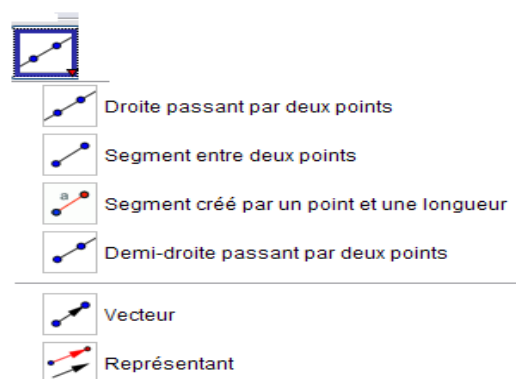 Droite passant par deux points
Segment entre deux points
a
Segment créé par un point et une longueur
Demi-droite passant par deux points
Vecteur
Représentant